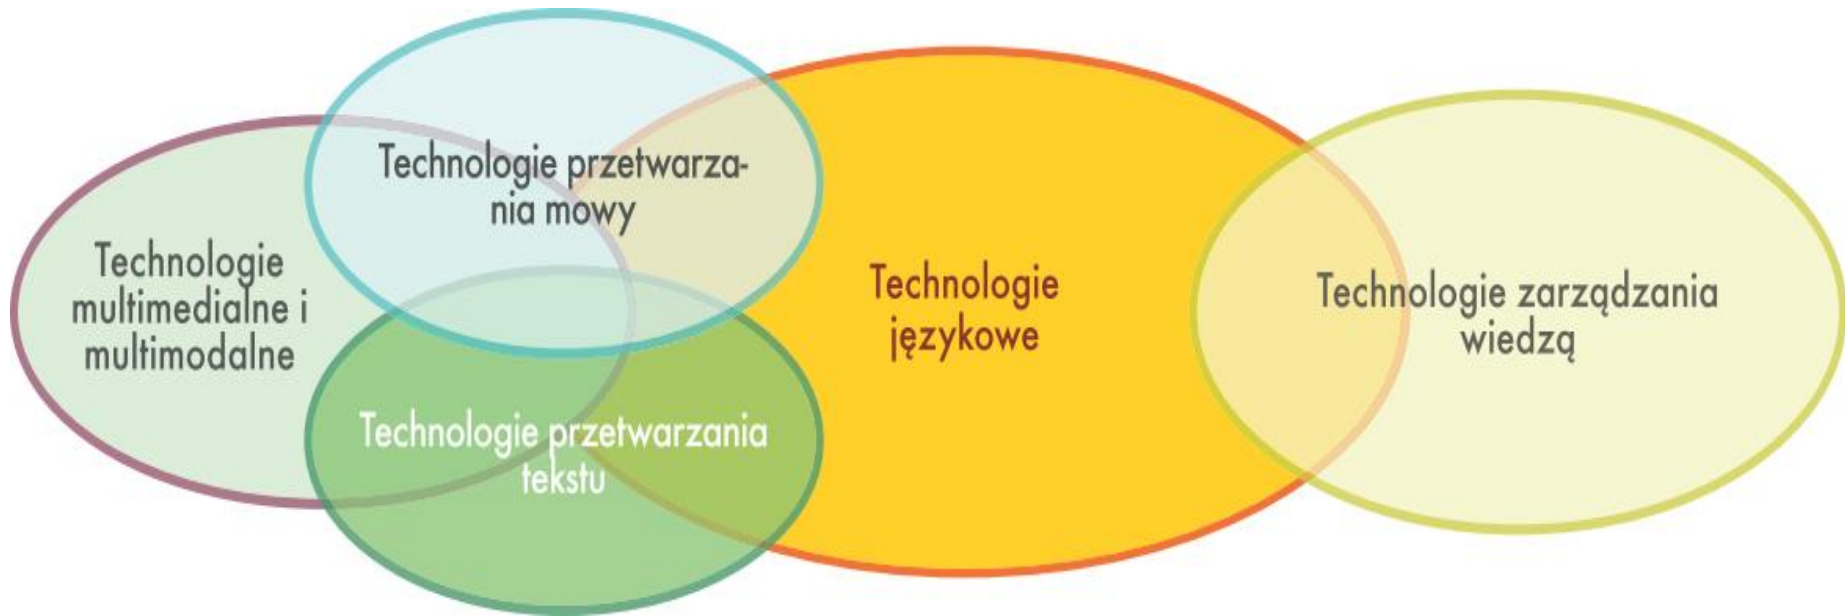 Technologie przetwarza-
nia mowy
Technologie
multimedialne i
multimodalne
Technologie przetwarzania
tekstu
Technologie
językowe
Technologie zarządzania
wiedzą